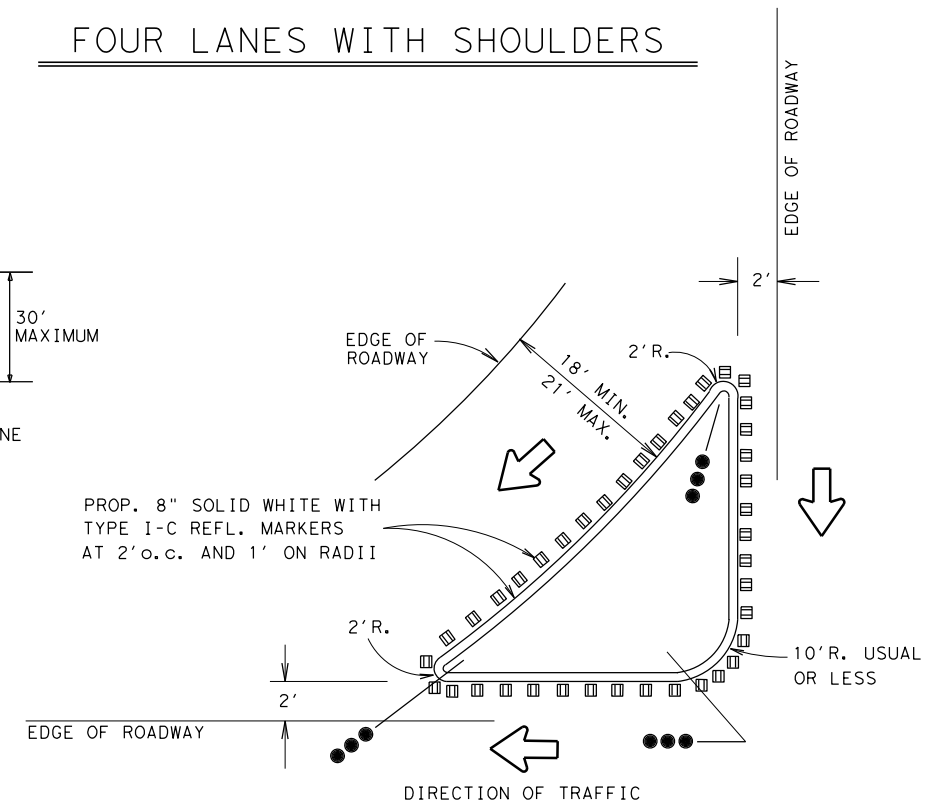 FOUR LANES WITH SHOULDERS
EDGE OF ROADWAY
2'
30'
MAXIMUM
EDGE OF
ROADWAY
18' MIN.
21' MAX.
2'R.
NE
PROP. 8" SOLID WHITE WITH
TYPE I-C REFL. MARKERS
AT 2'o.c. AND 1' ON RADII
2'R.
10'R. USUAL
OR LESS
2'
EDGE OF ROADWAY
DIRECTION OF TRAFFIC